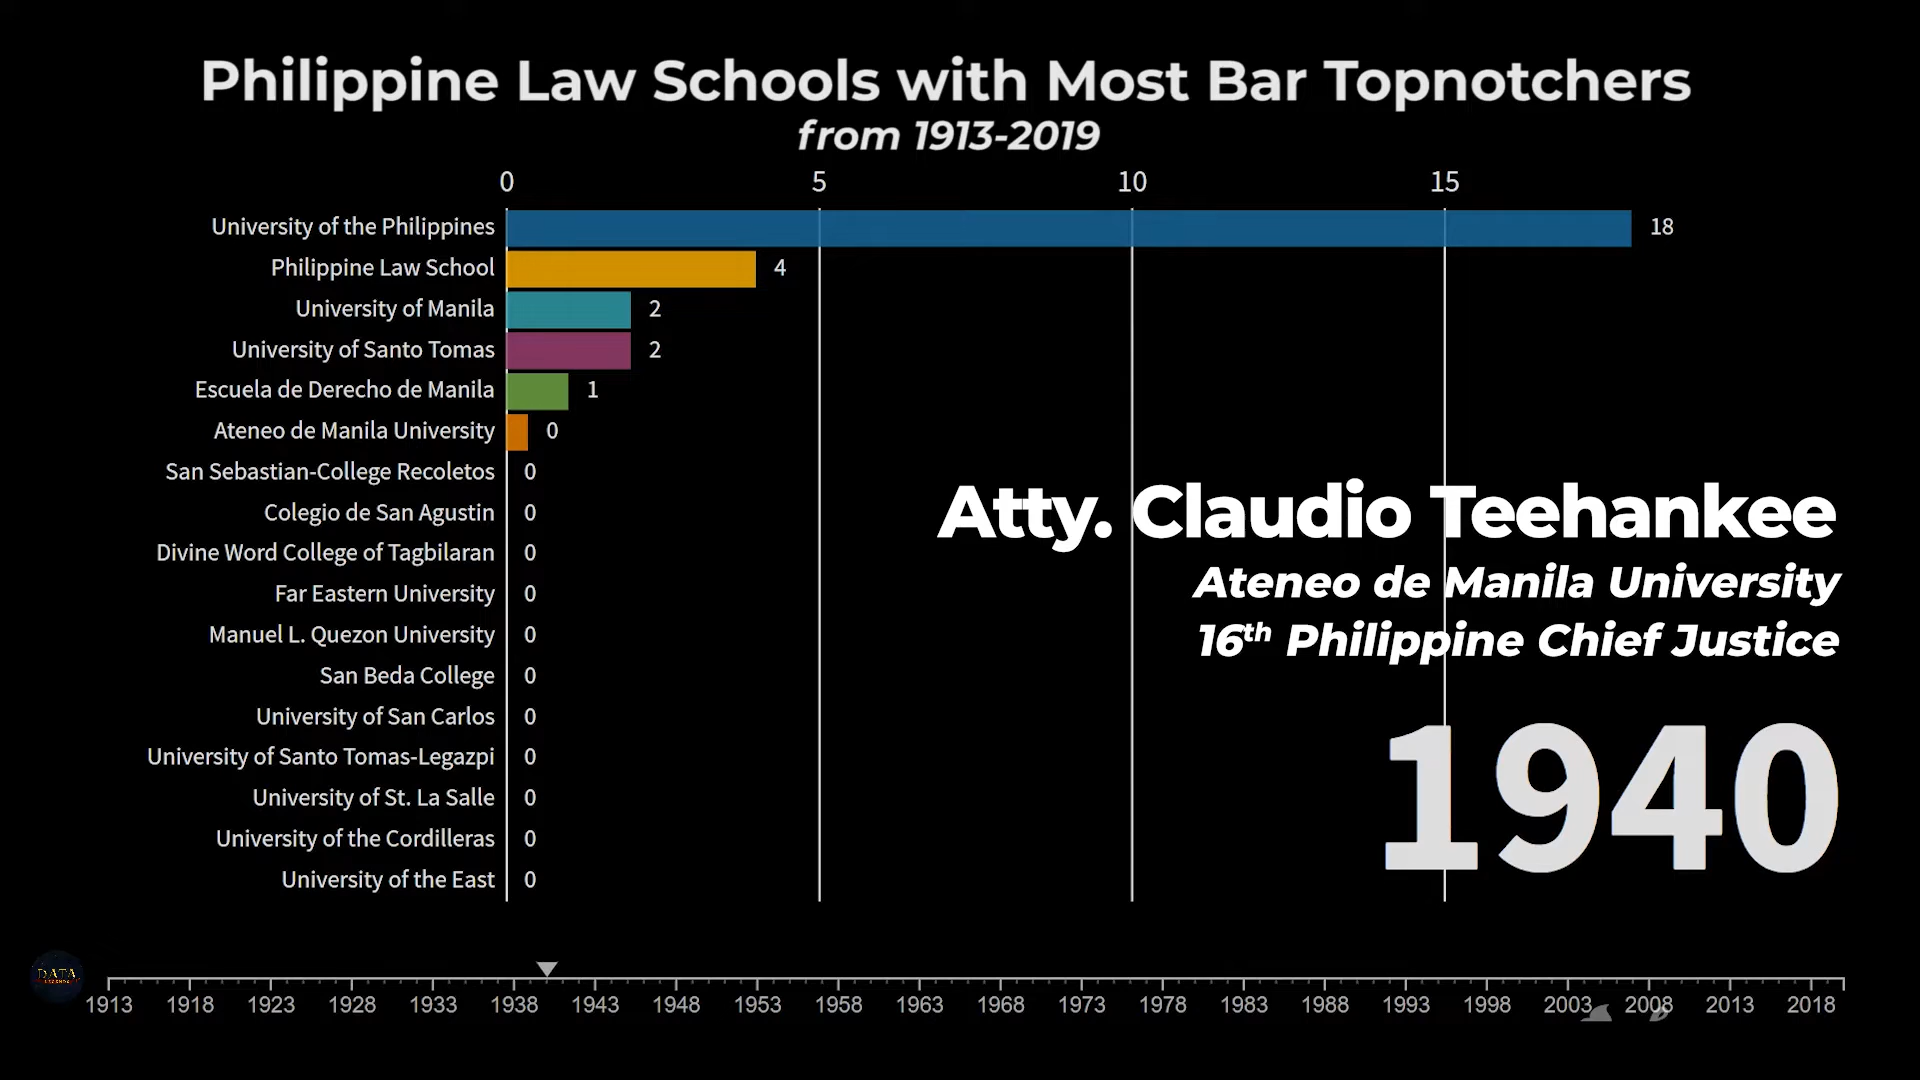 Philippine Law Schools with Most Bar Topnotchers
from 1913-2019
0 5 10 15
University of the Philippines 18
Philippine Law School 4
University of Manila 2
University of Santo Tomas 2
Escuela de Derecho de Manila 1
Ateneo de Manila University 0
San Sebastian-College Recoletos 0
Colegio de San Agustin 0
Divine Word College of Tagbilaran 0
Far Eastern University 0
Manuel L. Quezon University 0
San Beda College 0
University of San Carlos 0
University of Santo Tomas-Legazpi 0
University of St. La Salle 0
University of the Cordilleras 0
University of the East 0
Atty. Claudio Teehankee
Ateneo de Manila University
16th Philippine Chief Justice
1940
DATA
1913 1918 1923 1928 1933 1938 1943 1948 1953 1958 1963 1968 1973 1978 1983 1988 1993 1998 2003 2008 2013 2018